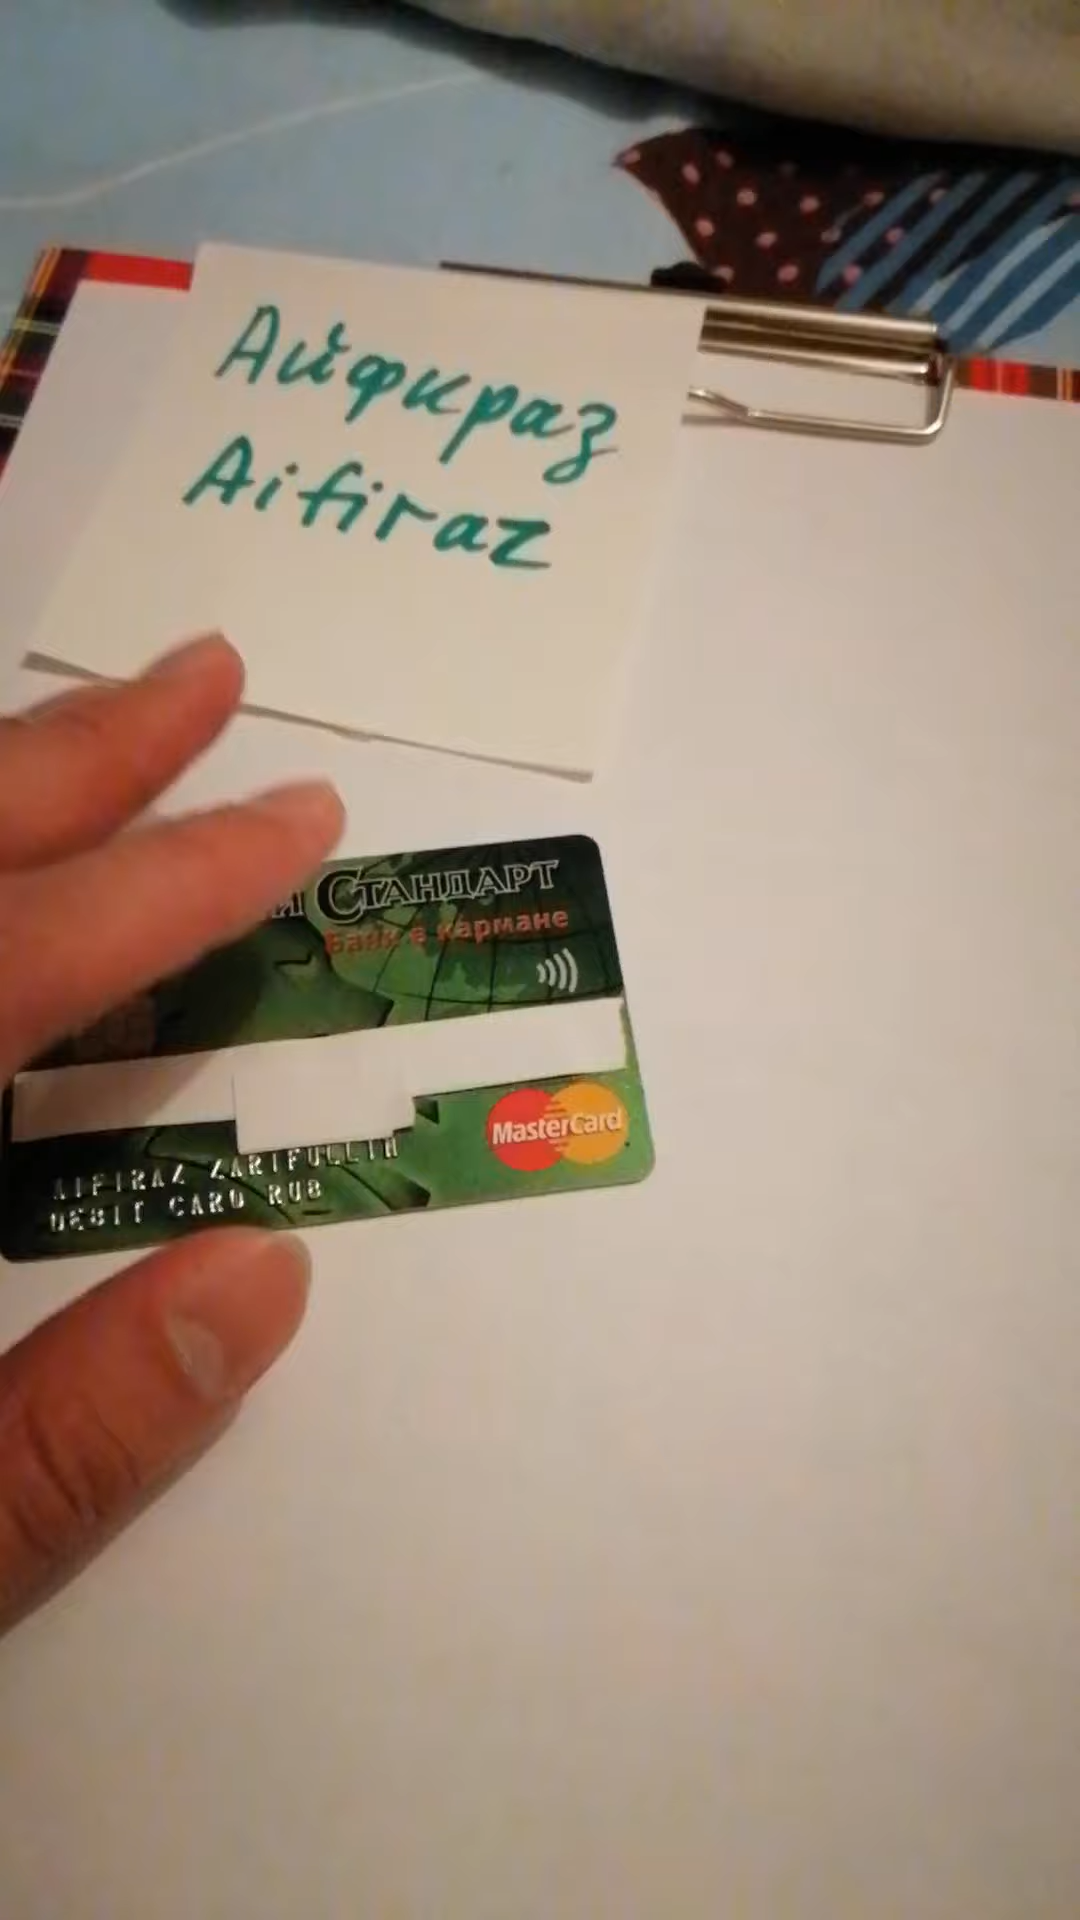 Айфираз
Aifiraz
Стандарт
Банк в кармане
MasterCard
AIFIRAZ ZARIFULLIN
DEBIT CARD RUB